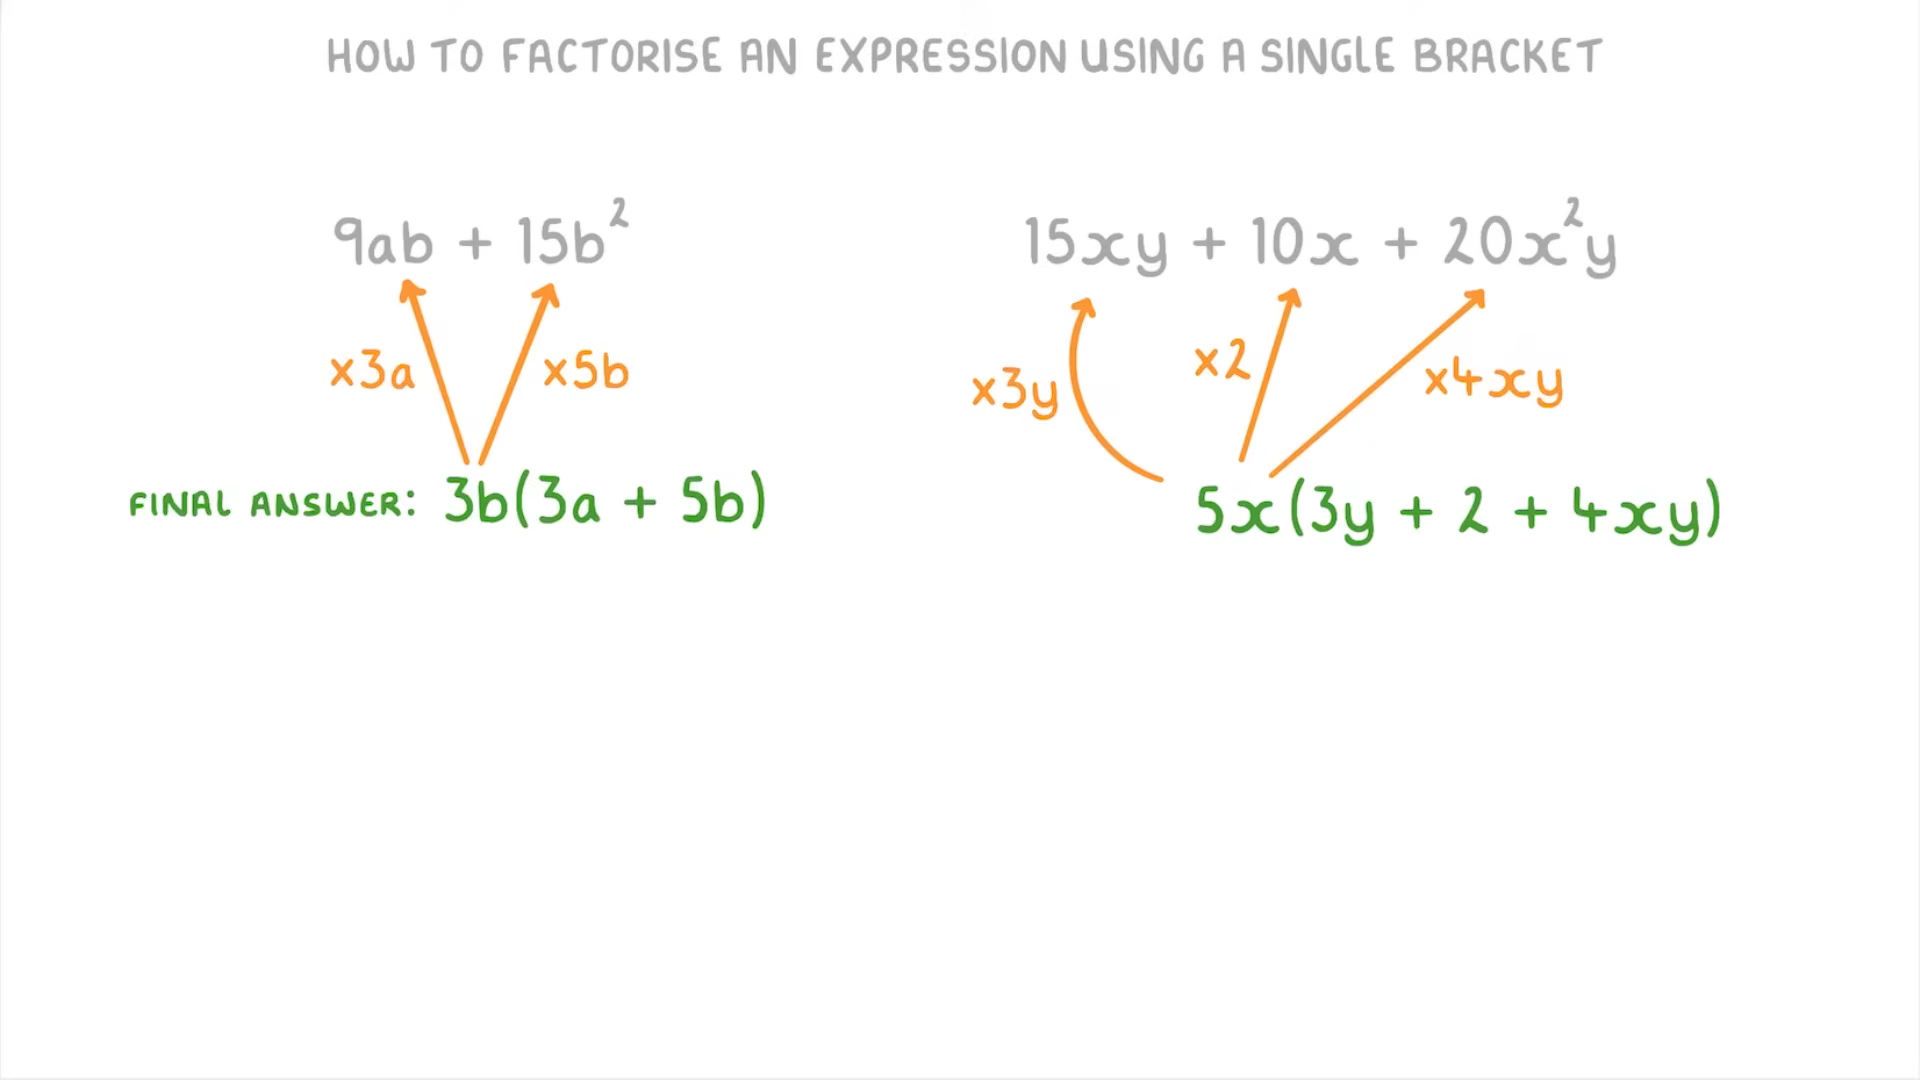 HOW TO FACTORISE AN EXPRESSION USING A SINGLE BRACKET
9ab + 15b²
15xy + 10x + 20x²y
x3a
x5b
x3y
x2
x4xy
FINAL ANSWER: 3b(3a + 5b)
5x(3y + 2 + 4xy)